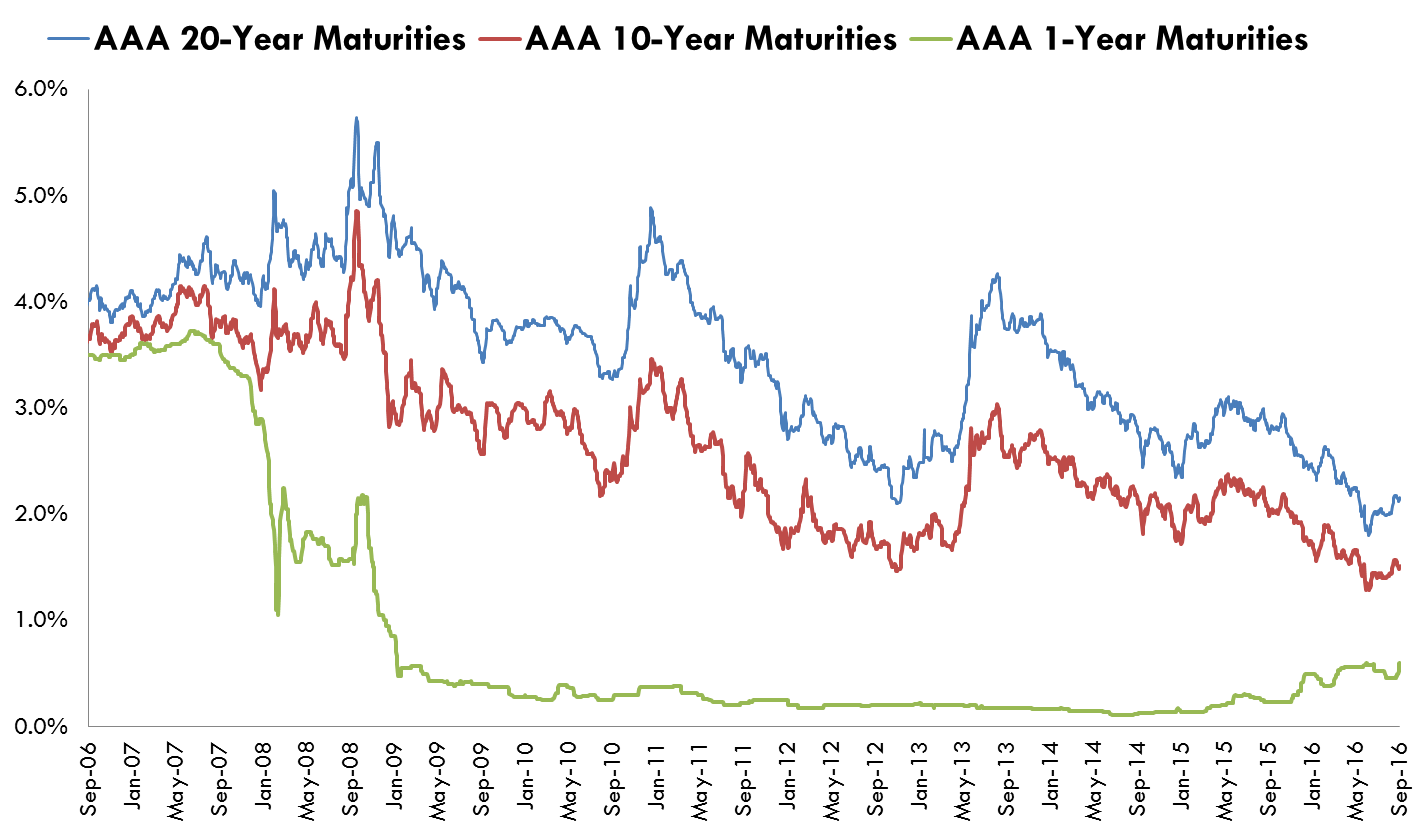 AAA 20-Year Maturities AAA 10-Year Maturities AAA 1-Year Maturities
6.0%
5.0%
4.0%
3.0%
2.0%
1.0%
0.0%
Sep-06
Jan-07
May-07
Sep-07
Jan-08
May-08
Sep-08
Jan-09
May-09
Sep-09
Jan-10
May-10
Sep-10
Jan-11
May-11
Sep-11
Jan-12
May-12
Sep-12
Jan-13
May-13
Sep-13
Jan-14
May-14
Sep-14
Jan-15
May-15
Sep-15
Jan-16
May-16
Sep-16